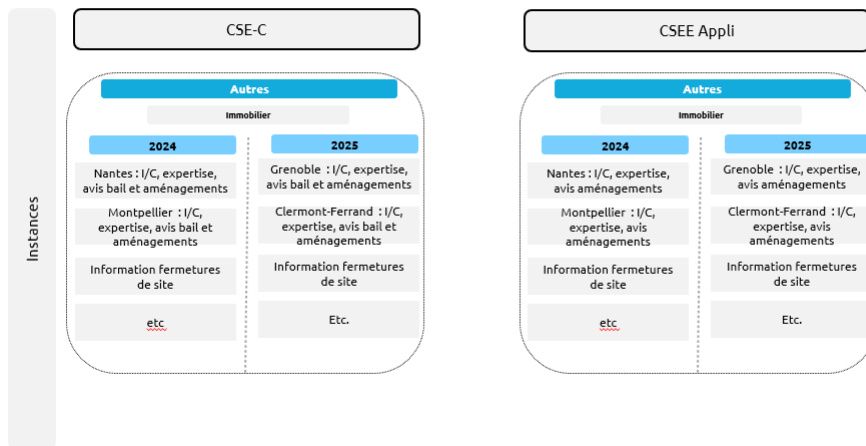 Instances
CSE-C
Autres
Immobilier
2024
Nantes : I/C, expertise,
avis bail et aménagements
Montpellier : I/C,
expertise, avis bail et
aménagements
Information fermetures
de site
etc
2025
Grenoble : I/C, expertise,
avis bail et aménagements
Clermont-Ferrand : I/C,
expertise, avis bail et
aménagements
Information fermetures
de site
Etc.
CSEE Appli
Autres
Immobilier
2024
Nantes : I/C, expertise,
avis aménagements
Montpellier : I/C,
expertise, avis
aménagements
Information fermetures
de site
etc
2025
Grenoble : I/C, expertise,
avis aménagements
Clermont-Ferrand : I/C,
expertise, avis
aménagements
Information fermetures
de site
Etc.